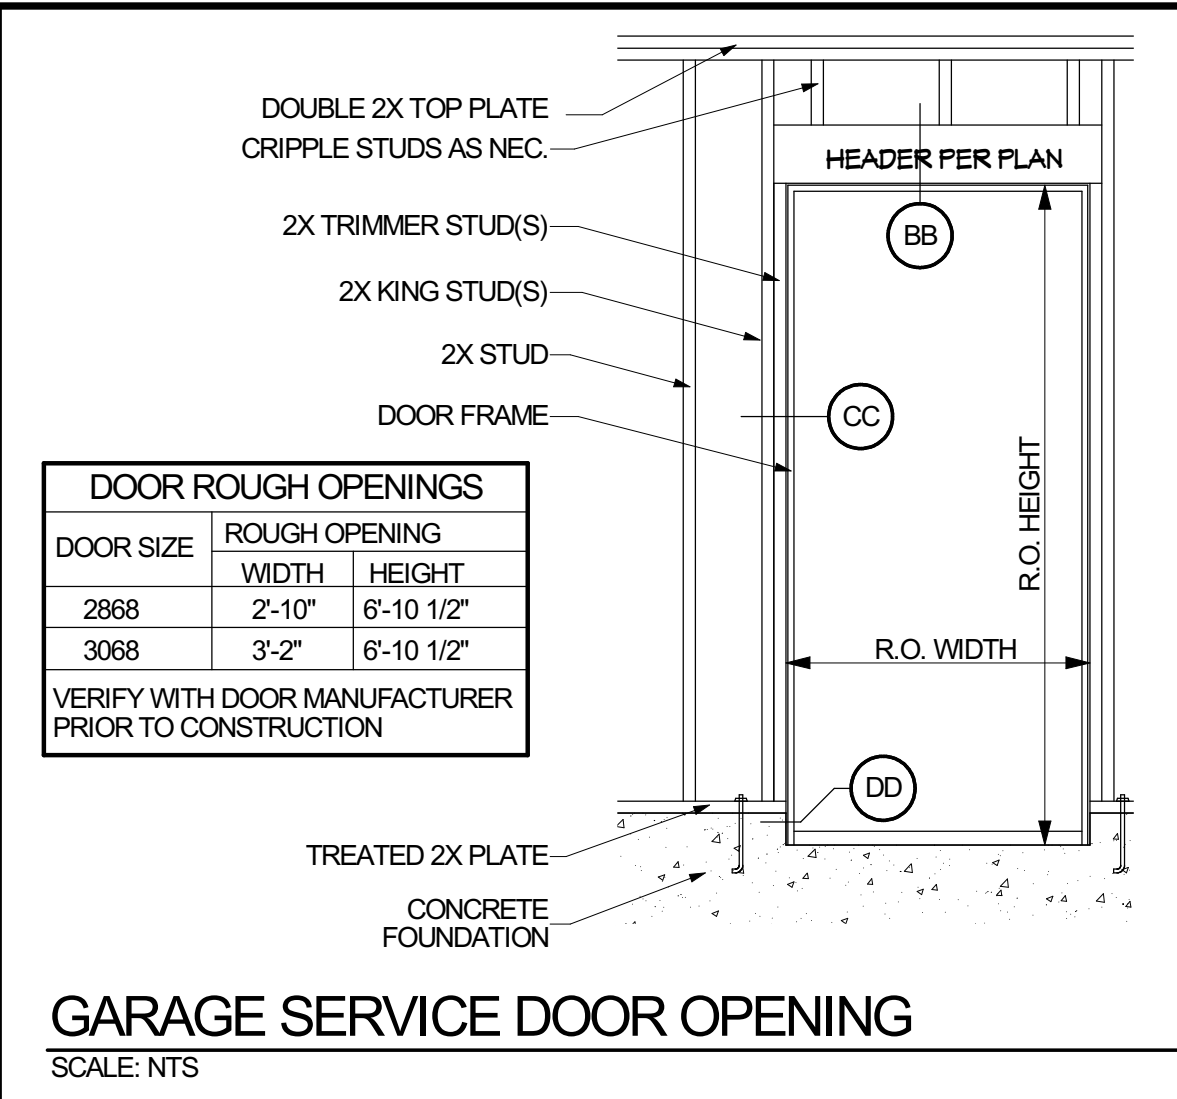 DOUBLE 2X TOP PLATE
CRIPPLE STUDS AS NEC.
HEADER PER PLAN
2X TRIMMER STUD(S)
BB
2X KING STUD(S)
2X STUD
DOOR FRAME
CC
R.O. HEIGHT
R.O. WIDTH
DOOR ROUGH OPENINGS
DOOR SIZE
ROUGH OPENING
WIDTH HEIGHT
2868 2'-10" 6'-10 1/2"
3068 3'-2" 6'-10 1/2"
VERIFY WITH DOOR MANUFACTURER
PRIOR TO CONSTRUCTION
DD
TREATED 2X PLATE
CONCRETE
FOUNDATION
GARAGE SERVICE DOOR OPENING
SCALE: NTS